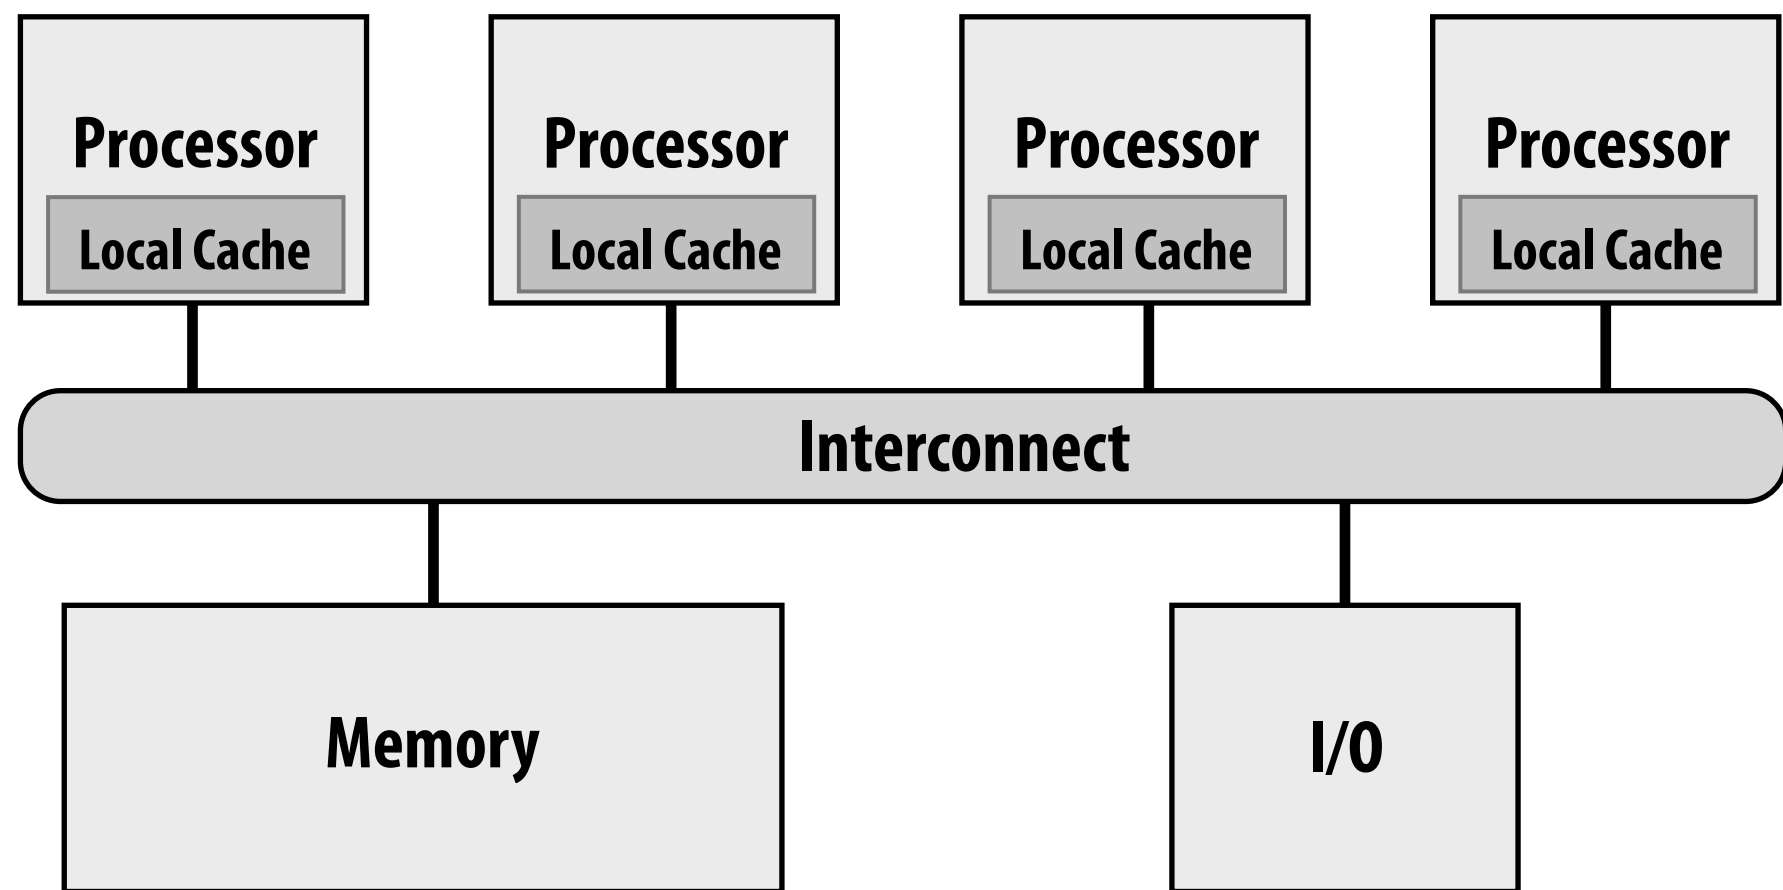 Processor Processor Processor Processor
Local Cache Local Cache Local Cache Local Cache
Interconnect
Memory I/O